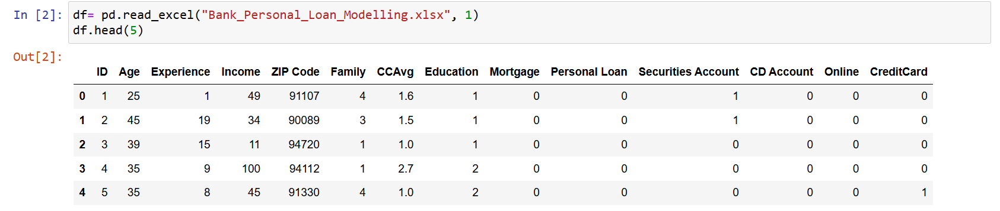 In [2]: df= pd.read_excel("Bank_Personal_Loan_Modelling.xlsx", 1)
df.head(5)
Out[2]:
ID Age Experience Income ZIP Code Family CCAvg Education Mortgage Personal Loan Securities Account CD Account Online CreditCard
0 1 25 1 49 91107 4 1.6 1 0 0 1 0 0 0
1 2 45 19 34 90089 3 1.5 1 0 0 1 0 0 0
2 3 39 15 11 94720 1 1.0 1 0 0 0 0 0 0
3 4 35 9 100 94112 1 2.7 2 0 0 0 0 0 0
4 5 35 8 45 91330 4 1.0 2 0 0 0 0 0 1